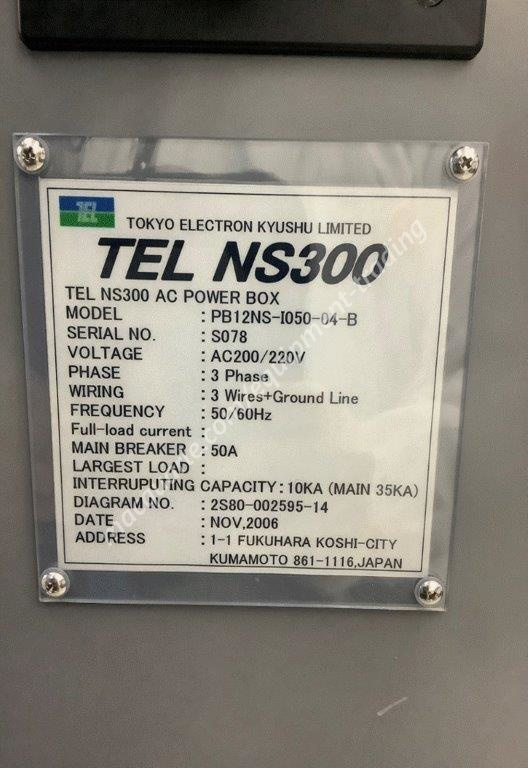 TEL
TOKYO ELECTRON KYUSHU LIMITED
TEL NS300
TEL NS300 AC POWER BOX
MODEL : PB12NS-I050-04-B
SERIAL NO. : S078
VOLTAGE : AC200/220V
PHASE : 3 Phase
WIRING : 3 Wires+Ground Line
FREQUENCY : 50/60Hz
Full-load current :
MAIN BREAKER : 50A
LARGEST LOAD :
INTERRUPUTING CAPACITY : 10KA (MAIN 35KA)
DIAGRAM NO. : 2S80-002595-14
DATE : NOV,2006
ADDRESS : 1-1 FUKUHARA KOSHI-CITY
KUMAMOTO 861-1116,JAPAN